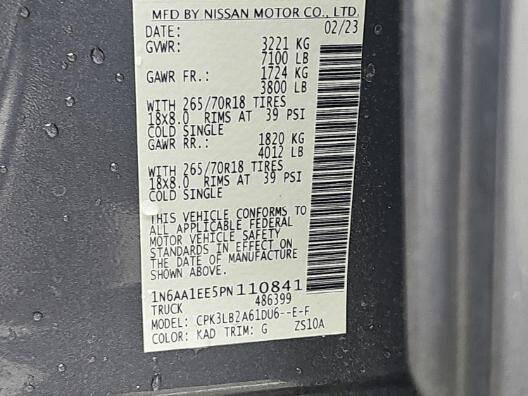 MFD BY NISSAN MOTOR CO., LTD.
DATE: 02/23
GVWR: 3221 KG
7100 LB
GAWR FR.: 1724 KG
3800 LB
WITH 265/70R18 TIRES
18x8.0 RIMS AT 39 PSI
COLD SINGLE
GAWR RR.: 1820 KG
4012 LB
WITH 265/70R18 TIRES
18x8.0 RIMS AT 39 PSI
COLD SINGLE
THIS VEHICLE CONFORMS TO
ALL APPLICABLE FEDERAL
MOTOR VEHICLE SAFETY
STANDARDS IN EFFECT ON
THE DATE OF MANUFACTURE
SHOWN ABOVE.
1N6AA1EE5PN110841
TRUCK 486399
MODEL: CPK3LB2A61DU6--E-F
COLOR: KAD TRIM: G ZS10A